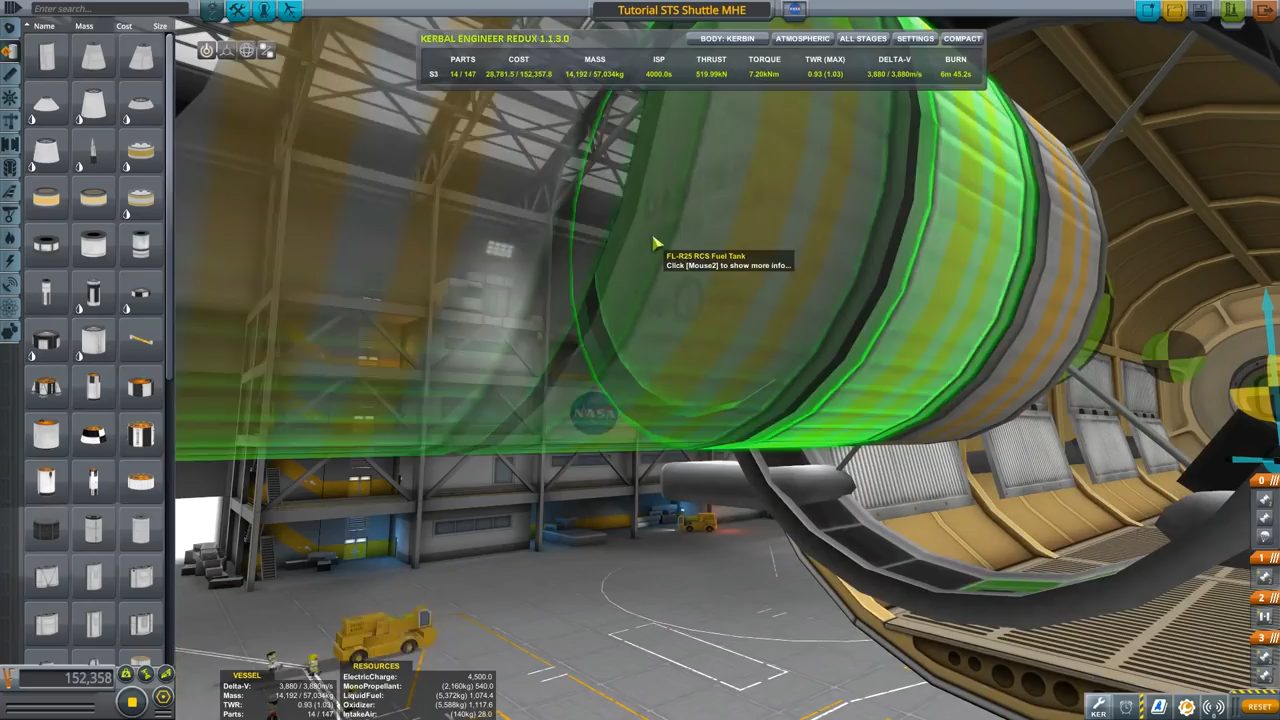 Enter search...
Tutorial STS Shuttle MHE
Name Mass Cost Size
KERBAL ENGINEER REDUX 1.1.3.0
BODY: KERBIN ATMOSPHERIC ALL STAGES SETTINGS COMPACT
PARTS COST MASS ISP THRUST TORQUE TWR (MAX) DELTA-V BURN
S3 14 / 147 28,781.5 / 152,357.8 14,192 / 57,034kg 4000.0s 519.99kN 7.20kNm 0.93 (1.03) 3,880 / 3,880m/s 6m 45.2s
FL-R25 RCS Fuel Tank
Click [Mouse2] to show more info...
NASA
0
1
2
3
152,358
VESSEL
Delta-V: 3,880 / 3,880m/s
Mass: 14,192 / 57,034kg
TWR: 0.93 (1.03)
Parts: 14 / 147
RESOURCES
ElectricCharge: 4,500.0
MonoPropellant: (2,160kg) 540.0
LiquidFuel: (5,372kg) 1,074.4
Oxidizer: (5,588kg) 1,117.6
IntakeAir: (140kg) 28.0
KER
RESET